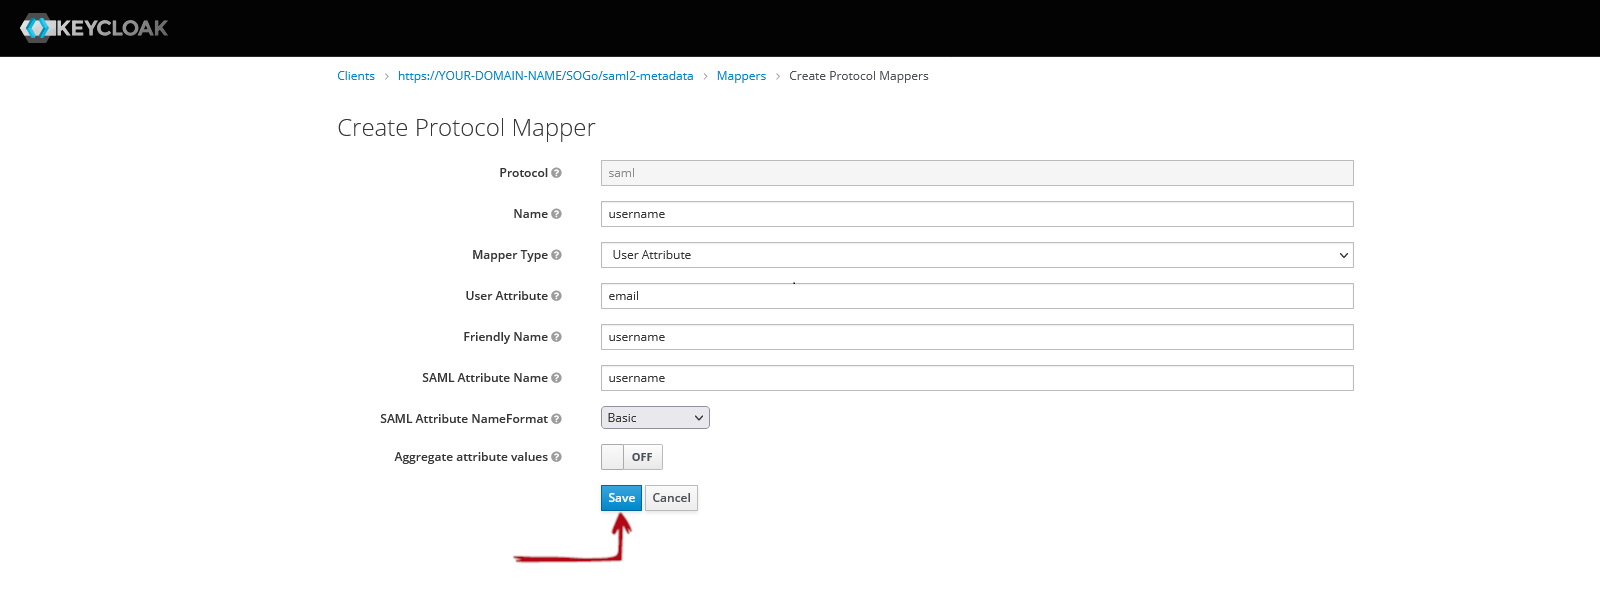 KEYCLOAK
Clients > https://YOUR-DOMAIN-NAME/SOGo/saml2-metadata > Mappers > Create Protocol Mappers
Create Protocol Mapper
Protocol saml
Name username
Mapper Type User Attribute
User Attribute email
Friendly Name username
SAML Attribute Name username
SAML Attribute NameFormat Basic
Aggregate attribute values OFF
Save Cancel